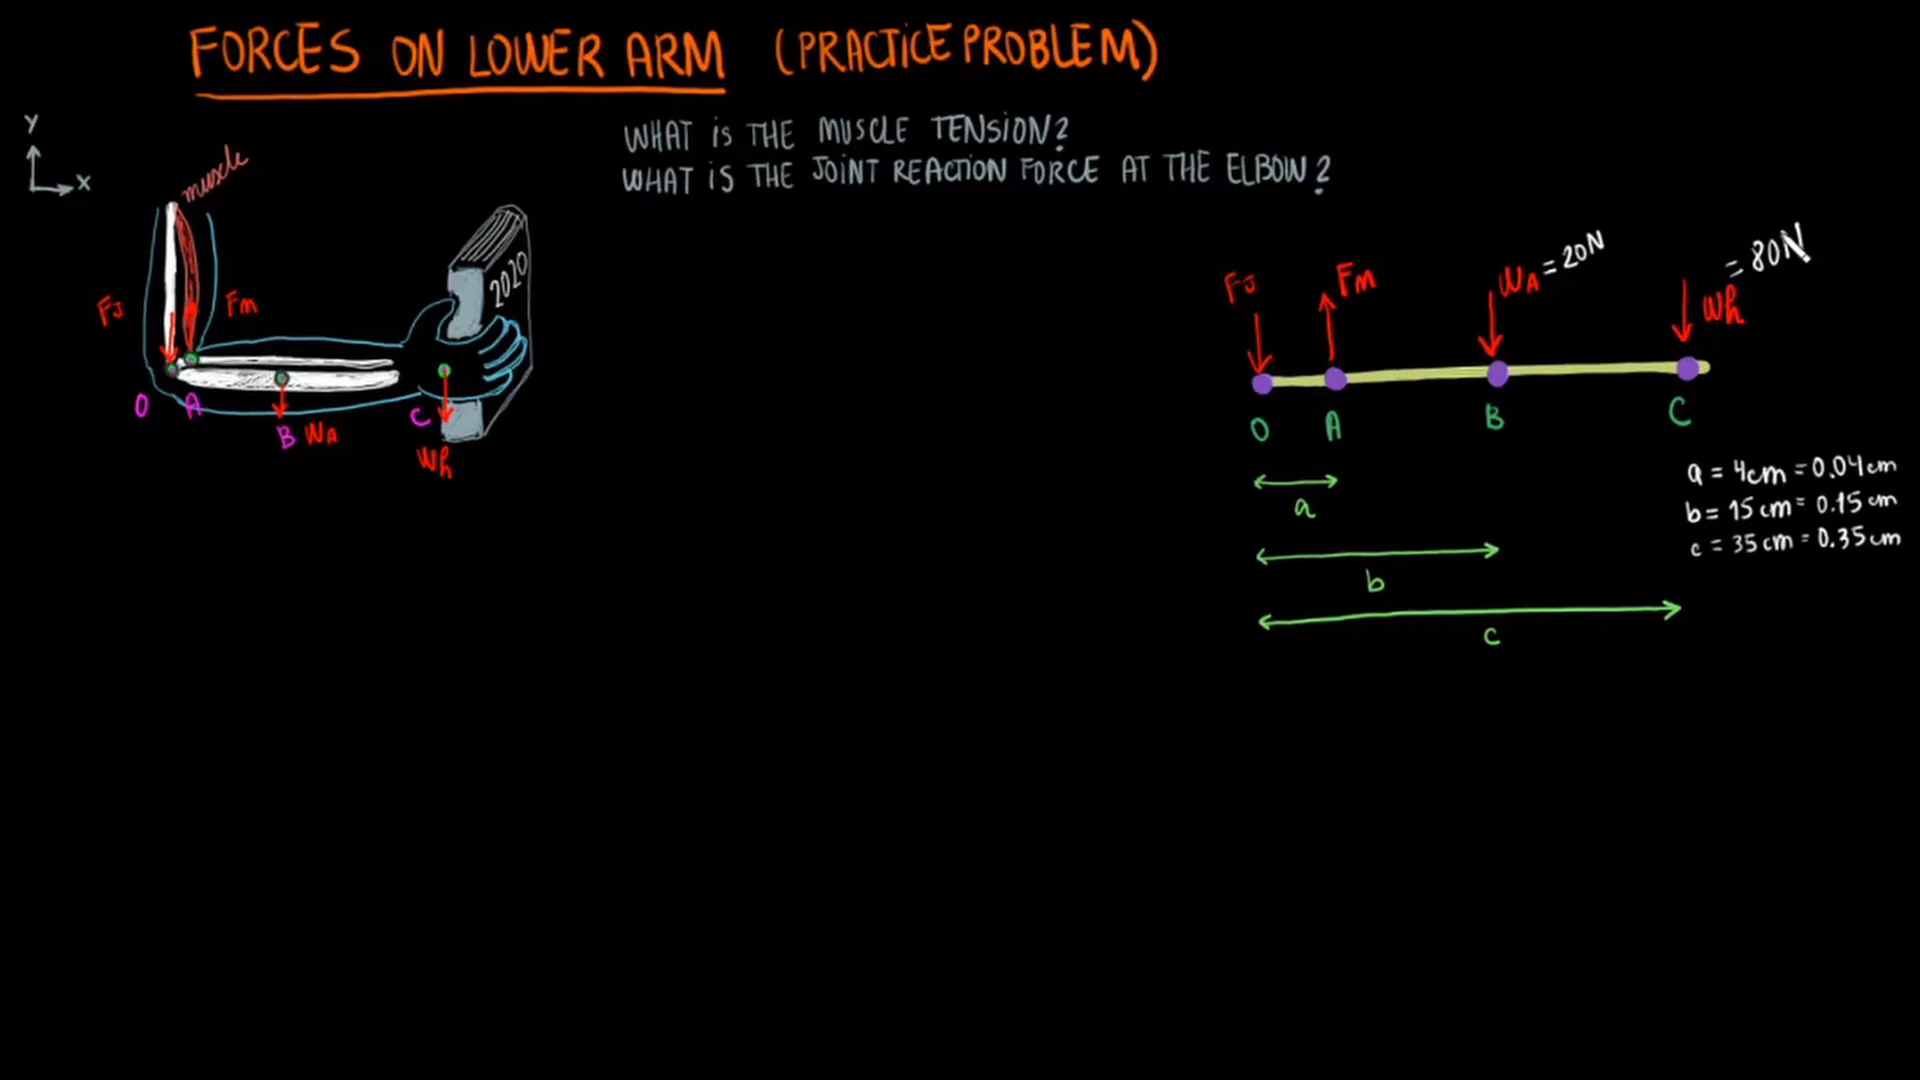 FORCES ON LOWER ARM (PRACTICE PROBLEM)
WHAT is THE MUSCLE TENSION?
WHAT iS THE JOINT REACTION FORCE AT THE ELBOW?
Y
X
muscle
FJ
Fm
2020
O
A
B
WA
C
Wh
FJ
Fm
WA = 20N
= 80N
Wh
O
A
B
C
a
b
c
a = 4cm = 0.04cm
b = 15 cm = 0.15 cm
c = 35 cm = 0.35 cm